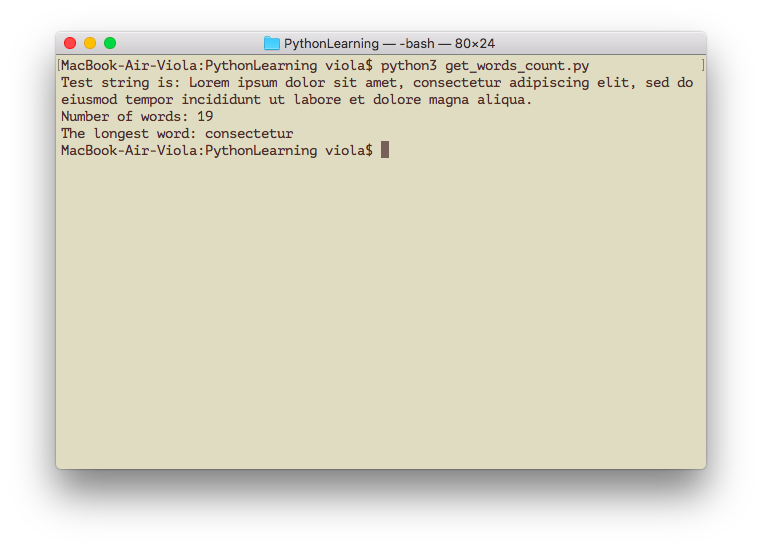 PythonLearning — -bash — 80×24
[MacBook-Air-Viola:PythonLearning viola$ python3 get_words_count.py ]
Test string is: Lorem ipsum dolor sit amet, consectetur adipiscing elit, sed do
eiusmod tempor incididunt ut labore et dolore magna aliqua.
Number of words: 19
The longest word: consectetur
MacBook-Air-Viola:PythonLearning viola$